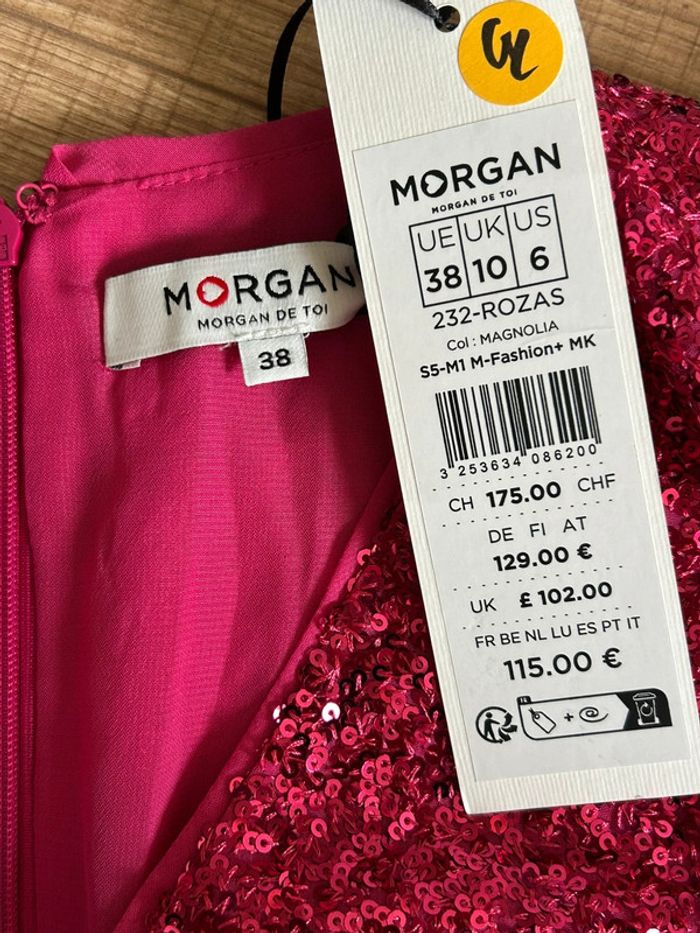 MORGAN
MORGAN DE TOI
UE UK US
38 10 6
232-ROZAS
Col : MAGNOLIA
S5-M1 M-Fashion+ MK
3 253634 086200
CH 175.00 CHF
DE FI AT
129.00 €
UK £ 102.00
FR BE NL LU ES PT IT
115.00 €
+
MORGAN
MORGAN DE TOI
38